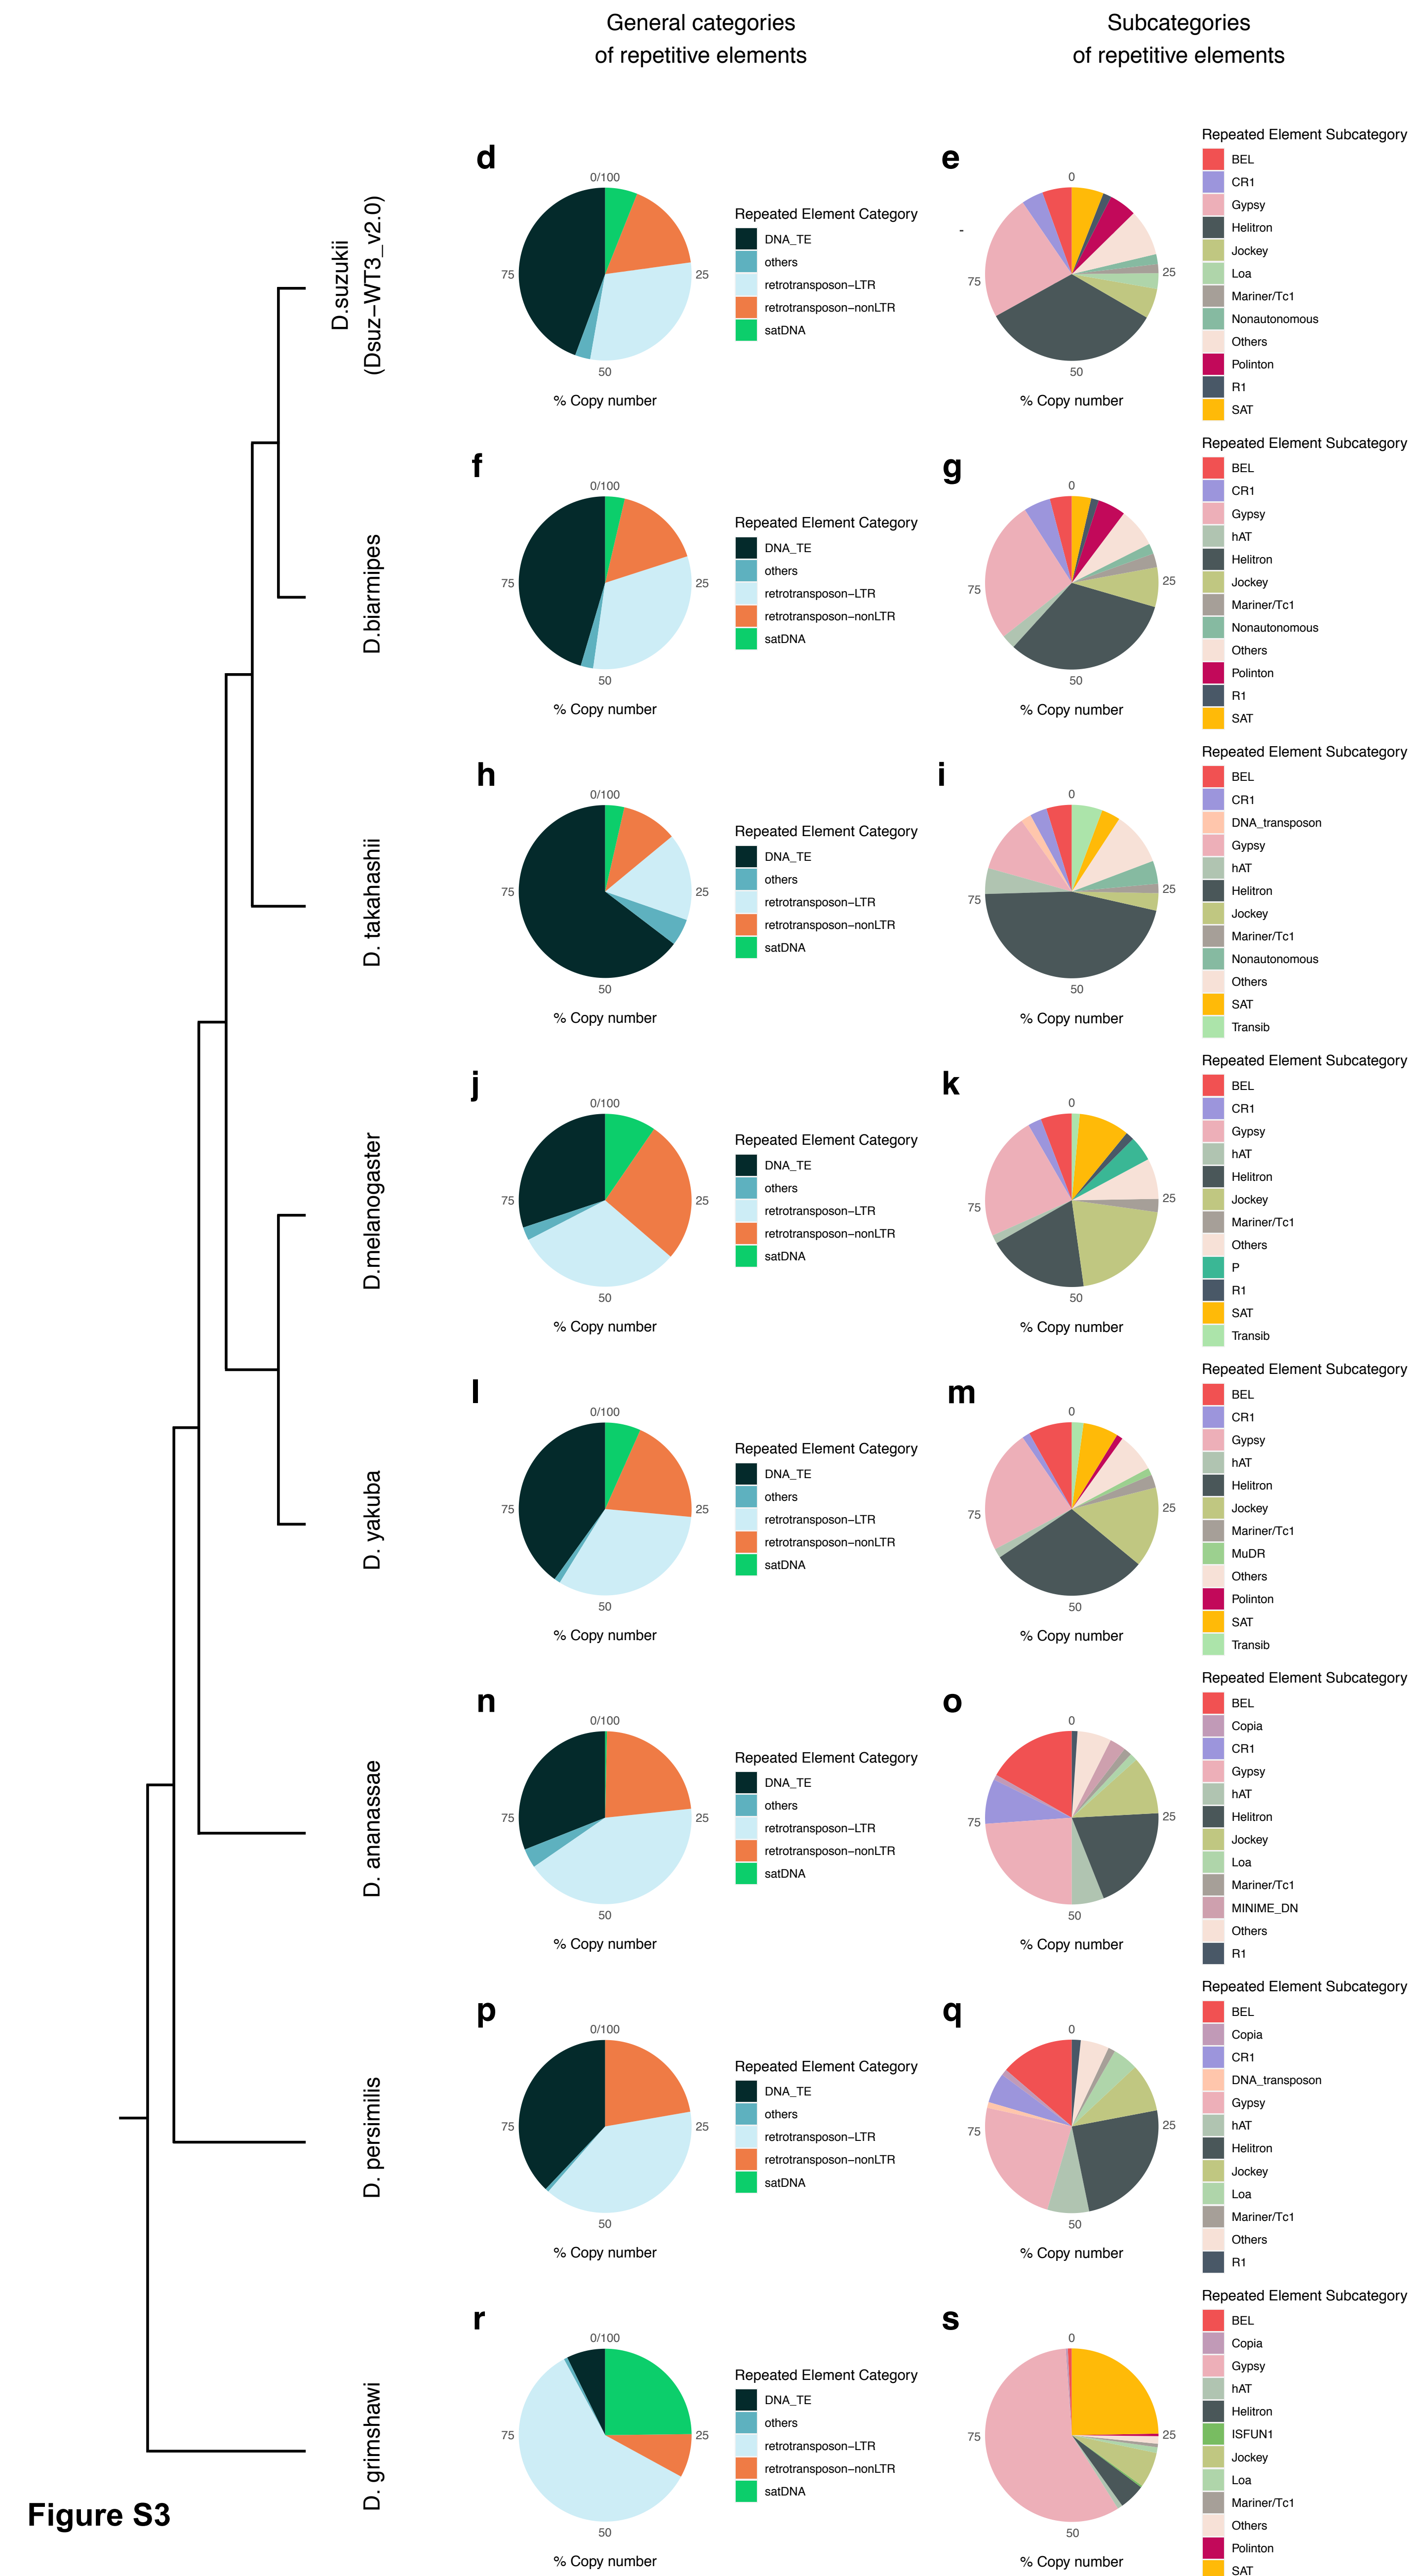 General categories
of repetitive elements
Subcategories
of repetitive elements
D.suzukii
(Dsuz–WT3_v2.0)
d
0/100
25
50
75
% Copy number
Repeated Element Category
DNA_TE
others
retrotransposon–LTR
retrotransposon–nonLTR
satDNA
e
-
0
25
50
75
% Copy number
Repeated Element Subcategory
BEL
CR1
Gypsy
Helitron
Jockey
Loa
Mariner/Tc1
Nonautonomous
Others
Polinton
R1
SAT
D.biarmipes
f
0/100
25
50
75
% Copy number
Repeated Element Category
DNA_TE
others
retrotransposon–LTR
retrotransposon–nonLTR
satDNA
g
0
25
50
75
% Copy number
Repeated Element Subcategory
BEL
CR1
Gypsy
hAT
Helitron
Jockey
Mariner/Tc1
Nonautonomous
Others
Polinton
R1
SAT
D. takahashii
h
0/100
25
50
75
% Copy number
Repeated Element Category
DNA_TE
others
retrotransposon–LTR
retrotransposon–nonLTR
satDNA
i
0
25
50
75
% Copy number
Repeated Element Subcategory
BEL
CR1
DNA_transposon
Gypsy
hAT
Helitron
Jockey
Mariner/Tc1
Nonautonomous
Others
SAT
Transib
D.melanogaster
j
0/100
25
50
75
% Copy number
Repeated Element Category
DNA_TE
others
retrotransposon–LTR
retrotransposon–nonLTR
satDNA
k
0
25
50
75
% Copy number
Repeated Element Subcategory
BEL
CR1
Gypsy
hAT
Helitron
Jockey
Mariner/Tc1
Others
P
R1
SAT
Transib
D. yakuba
l
0/100
25
50
75
% Copy number
Repeated Element Category
DNA_TE
others
retrotransposon–LTR
retrotransposon–nonLTR
satDNA
m
0
25
50
75
% Copy number
Repeated Element Subcategory
BEL
CR1
Gypsy
hAT
Helitron
Jockey
Mariner/Tc1
MuDR
Others
Polinton
SAT
Transib
D. ananassae
n
0/100
25
50
75
% Copy number
Repeated Element Category
DNA_TE
others
retrotransposon–LTR
retrotransposon–nonLTR
satDNA
o
0
25
50
75
% Copy number
Repeated Element Subcategory
BEL
Copia
CR1
Gypsy
hAT
Helitron
Jockey
Loa
Mariner/Tc1
MINIME_DN
Others
R1
D. persimilis
p
0/100
25
50
75
% Copy number
Repeated Element Category
DNA_TE
others
retrotransposon–LTR
retrotransposon–nonLTR
satDNA
q
0
25
50
75
% Copy number
Repeated Element Subcategory
BEL
Copia
CR1
DNA_transposon
Gypsy
hAT
Helitron
Jockey
Loa
Mariner/Tc1
Others
R1
D. grimshawi
r
0/100
25
50
75
% Copy number
Repeated Element Category
DNA_TE
others
retrotransposon–LTR
retrotransposon–nonLTR
satDNA
s
0
25
50
75
% Copy number
Repeated Element Subcategory
BEL
Copia
Gypsy
hAT
Helitron
ISFUN1
Jockey
Loa
Mariner/Tc1
Others
Polinton
SAT
Figure S3